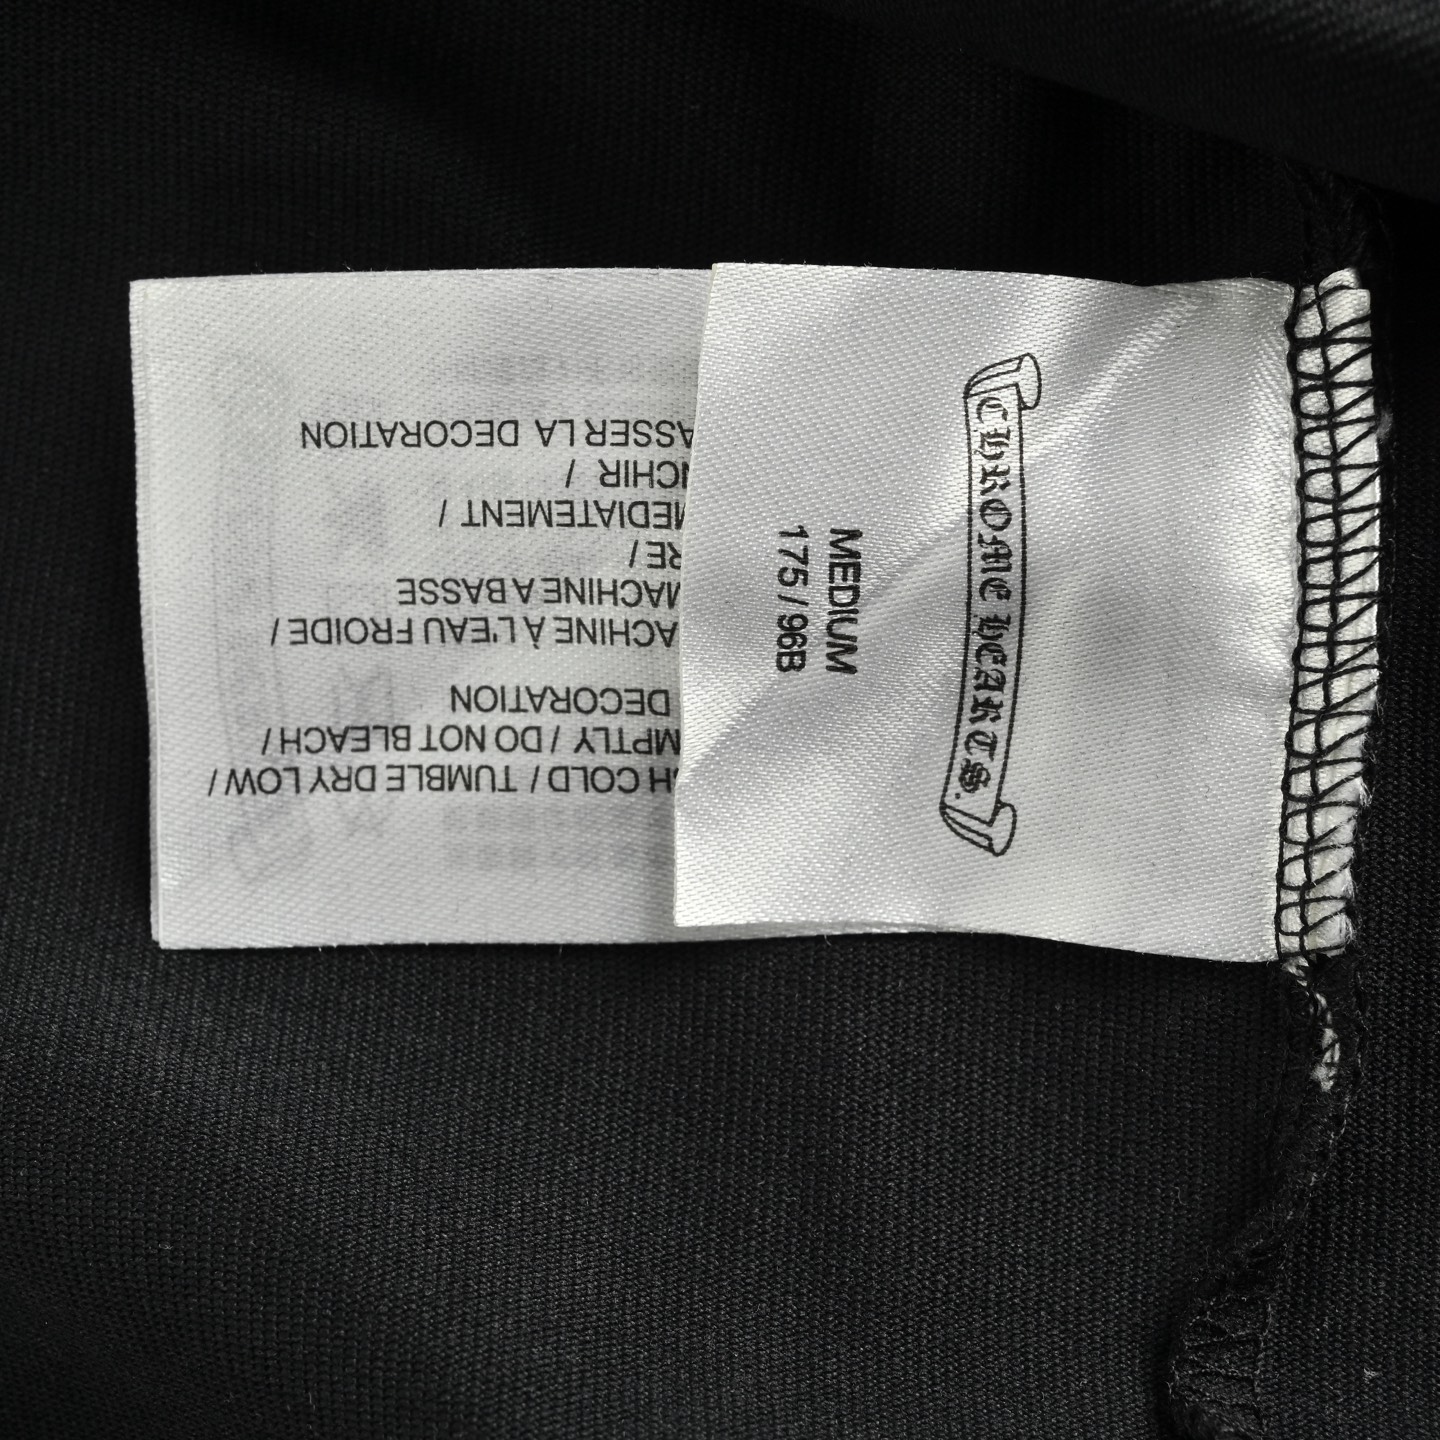 CHROME HEARTS.
MEDIUM
175 / 96B
H COLD / TUMBLE DRY LOW /
MPTLY / DO NOT BLEACH /
DECORATION
ACHINE À L'EAU FROIDE /
MACHINE A BASSE
RE /
MEDIATEMENT /
NCHIR /
ASSER LA DECORATION